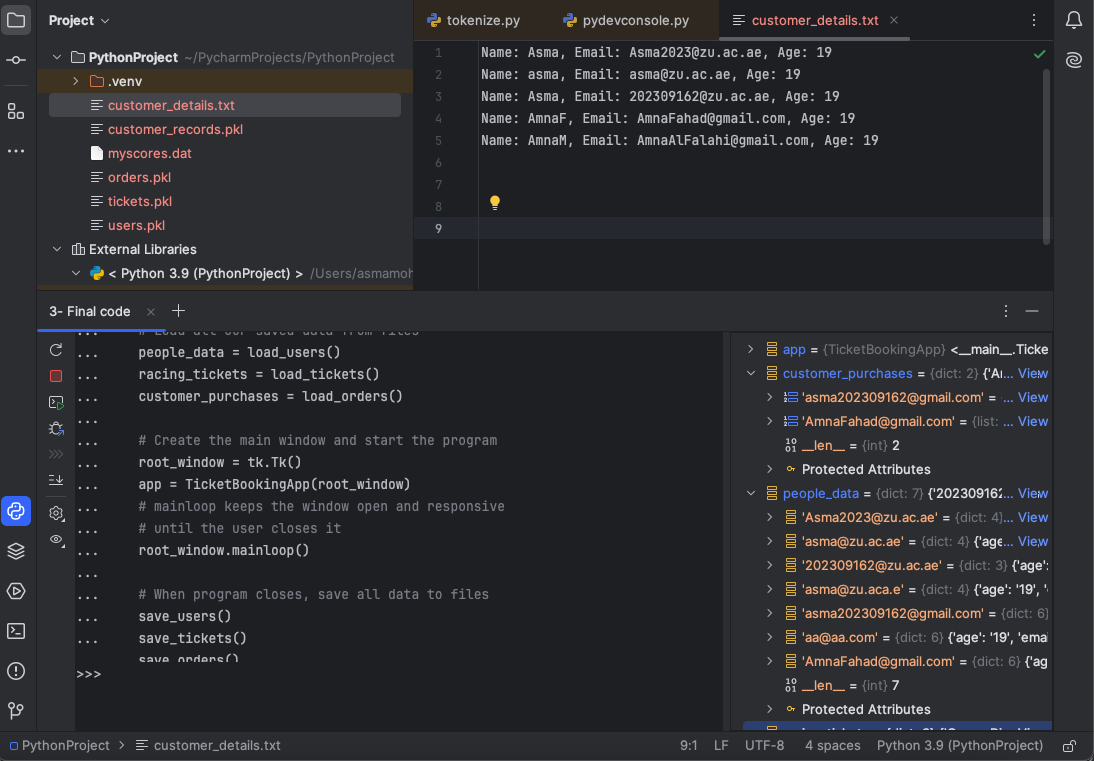 Project
tokenize.py
pydevconsole.py
customer_details.txt
PythonProject ~/PycharmProjects/PythonProject
.venv
customer_details.txt
customer_records.pkl
myscores.dat
orders.pkl
tickets.pkl
users.pkl
External Libraries
< Python 3.9 (PythonProject) > /Users/asmamoh
1 Name: Asma, Email: Asma2023@zu.ac.ae, Age: 19
2 Name: asma, Email: asma@zu.ac.ae, Age: 19
3 Name: Asma, Email: 202309162@zu.ac.ae, Age: 19
4 Name: AmnaF, Email: AmnaFahad@gmail.com, Age: 19
5 Name: AmnaM, Email: AmnaAlFalahi@gmail.com, Age: 19
6
7
8
9
3- Final code
... # Load all our saved data from files
... people_data = load_users()
... racing_tickets = load_tickets()
... customer_purchases = load_orders()
...
... # Create the main window and start the program
... root_window = tk.Tk()
... app = TicketBookingApp(root_window)
... # mainloop keeps the window open and responsive
... # until the user closes it
... root_window.mainloop()
...
... # When program closes, save all data to files
... save_users()
... save_tickets()
save_orders()
>>>
app = {TicketBookingApp} <__main__.Ticke
customer_purchases = {dict: 2} {'Ar... View
'asma202309162@gmail.com' = ... View
'AmnaFahad@gmail.com' = {list: ... View
__len__ = {int} 2
Protected Attributes
people_data = {dict: 7} {'202309162... View
'Asma2023@zu.ac.ae' = {dict: 4}... View
'asma@zu.ac.ae' = {dict: 4} {'age... View
'202309162@zu.ac.ae' = {dict: 3} {'age':
'asma@zu.aca.e' = {dict: 4} {'age': '19', '
'asma202309162@gmail.com' = {dict: 6}
'aa@aa.com' = {dict: 6} {'age': '19', 'emai
'AmnaFahad@gmail.com' = {dict: 6} {'ag
__len__ = {int} 7
Protected Attributes
PythonProject > customer_details.txt
9:1 LF UTF-8 4 spaces Python 3.9 (PythonProject)